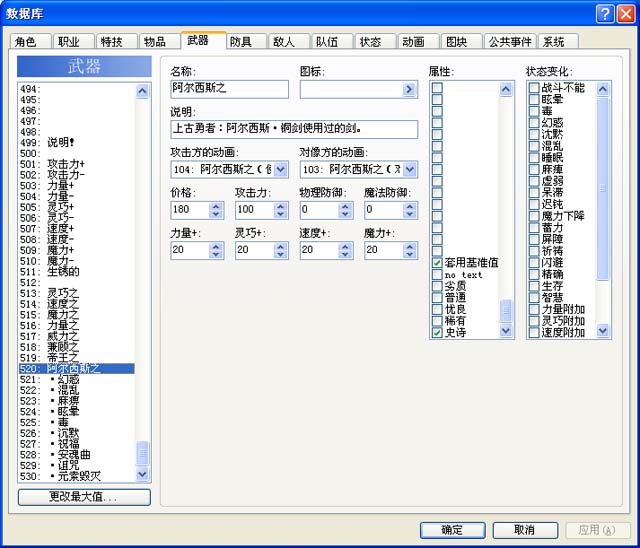 数据库
角色 职业 特技 物品 武器 防具 敌人 队伍 状态 动画 图块 公共事件 系统
武器
494:
495:
496:
497:
498:
499: 说明!
500:
501: 攻击力+
502: 攻击力-
503: 力量+
504: 力量-
505: 灵巧+
506: 灵巧-
507: 速度+
508: 速度-
509: 魔力+
510: 魔力-
511: 生锈的
512:
513: 灵巧之
514: 速度之
515: 魔力之
516: 力量之
517: 威力之
518: 兼顾之
519: 帝王之
520: 阿尔西斯之
521: ▪幻惑
522: ▪混乱
523: ▪麻痹
524: ▪眩晕
525: ▪毒
526: ▪沉默
527: ▪祝福
528: ▪安魂曲
529: ▪诅咒
530: ▪元素毁灭
更改最大值...
名称:
阿尔西斯之
图标:
说明:
上古勇者：阿尔西斯▪铜剑使用过的剑。
攻击方的动画:
104: 阿尔西斯之(
对像方的动画:
103: 阿尔西斯之(
价格: 攻击力: 物理防御: 魔法防御:
180 100 0 0
力量+: 灵巧+: 速度+: 魔力+:
20 20 20 20
属性:
套用基准值
no text
劣质
普通
优良
稀有
史诗
状态变化:
战斗不能
眩晕
毒
幻惑
沈默
混乱
睡眠
麻痹
虚弱
呆滞
迟钝
魔力下降
蓄力
屏障
祈祷
闪避
精确
生存
智慧
力量附加
灵巧附加
速度附加
确定 取消 应用(A)